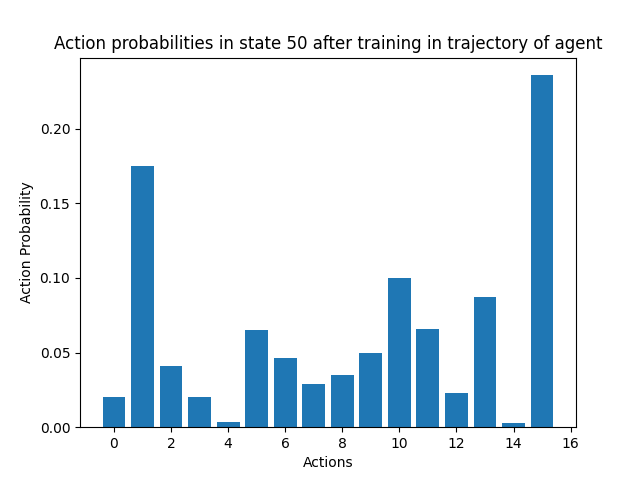 Action probabilities in state 50 after training in trajectory of agent
0.20
0.15
0.10
0.05
0.00
Action Probability
0 2 4 6 8 10 12 14 16
Actions